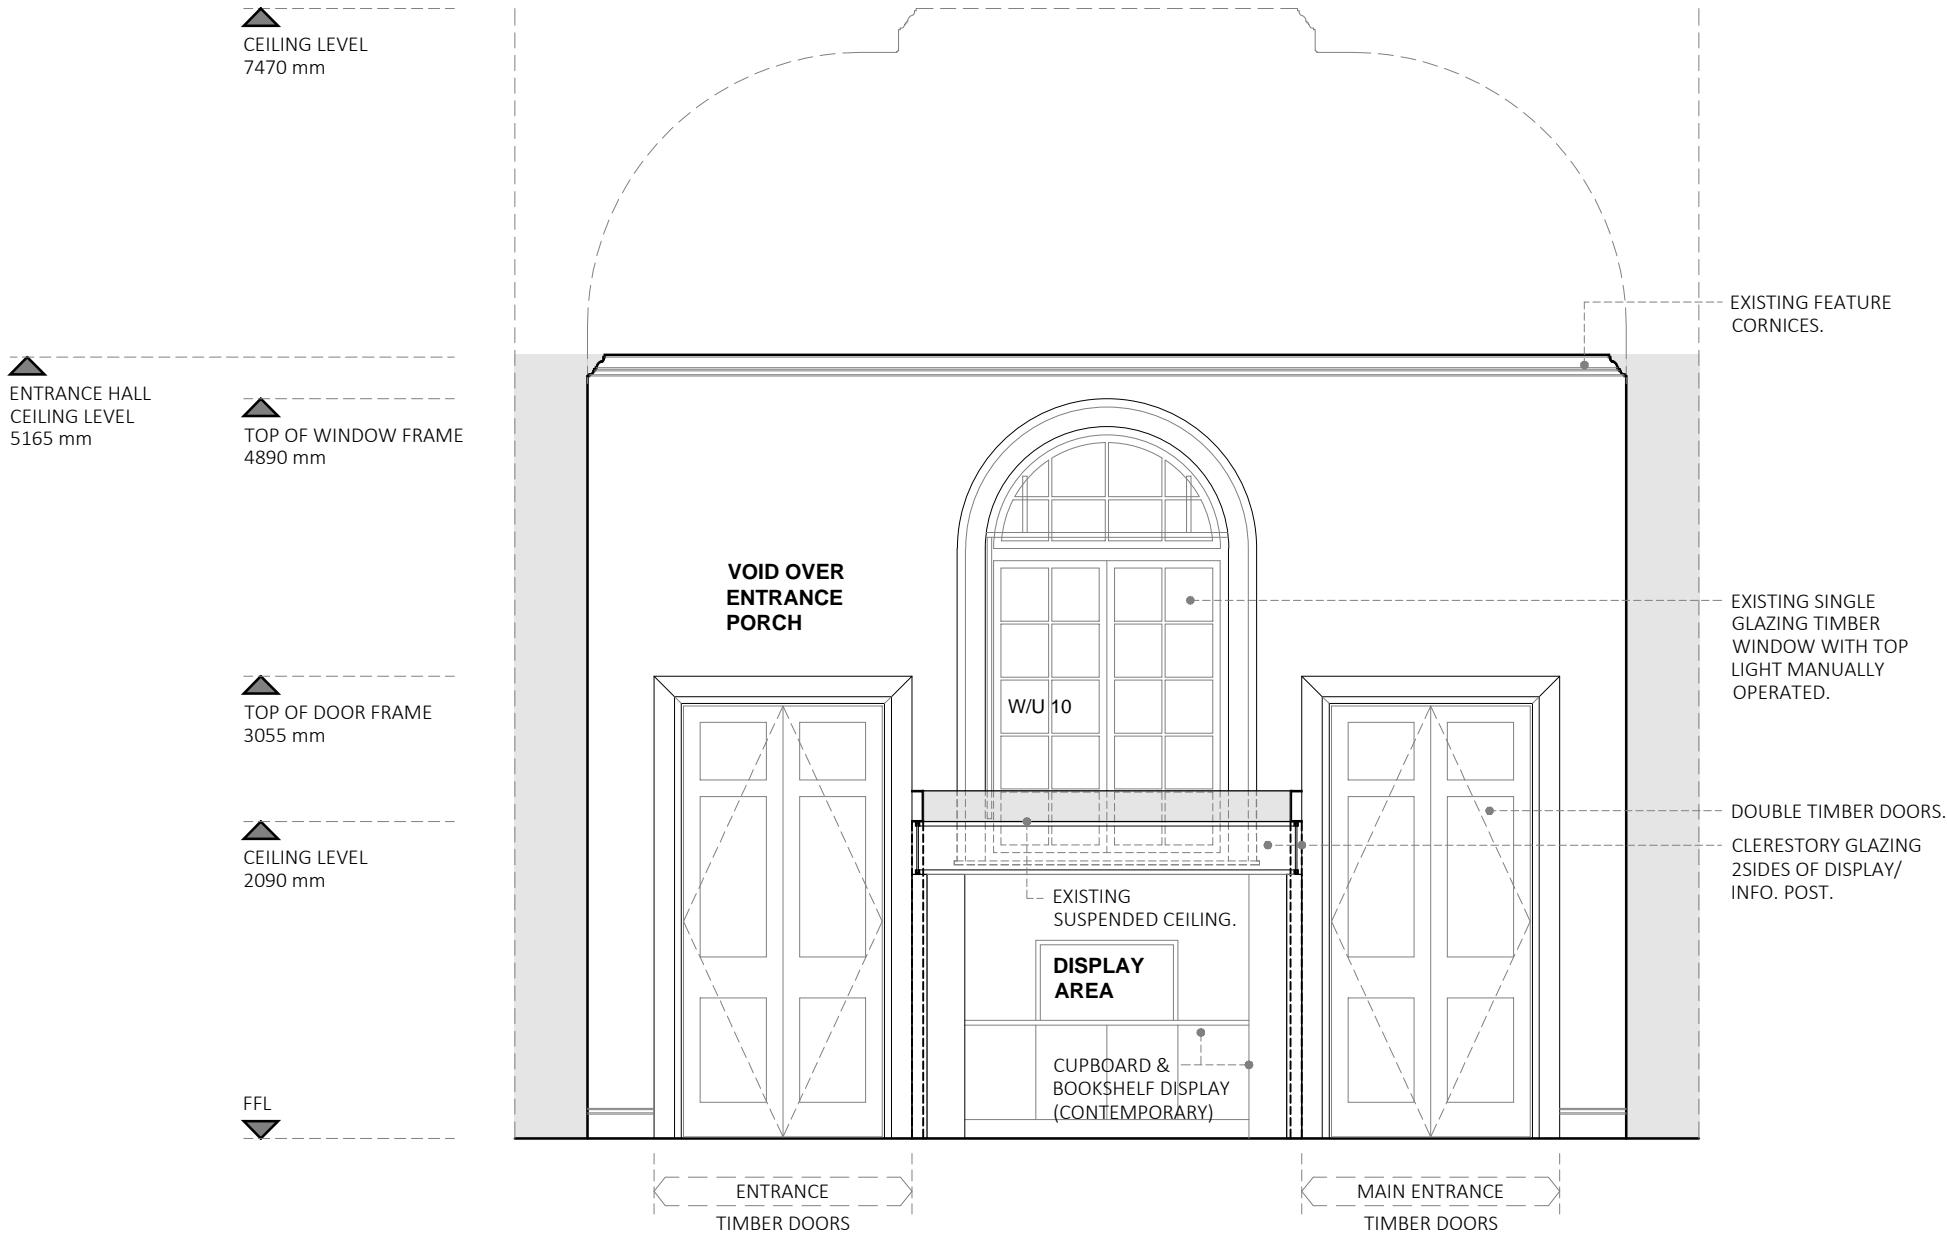 CEILING LEVEL
7470 mm
EXISTING FEATURE
CORNICES.
ENTRANCE HALL
CEILING LEVEL
5165 mm
TOP OF WINDOW FRAME
4890 mm
VOID OVER
ENTRANCE
PORCH
EXISTING SINGLE
GLAZING TIMBER
WINDOW WITH TOP
LIGHT MANUALLY
OPERATED.
TOP OF DOOR FRAME
3055 mm
W/U 10
DOUBLE TIMBER DOORS.
CEILING LEVEL
2090 mm
CLERESTORY GLAZING
2SIDES OF DISPLAY/
INFO. POST.
EXISTING
SUSPENDED CEILING.
DISPLAY
AREA
CUPBOARD &
BOOKSHELF DISPLAY
(CONTEMPORARY)
FFL
ENTRANCE
TIMBER DOORS
MAIN ENTRANCE
TIMBER DOORS